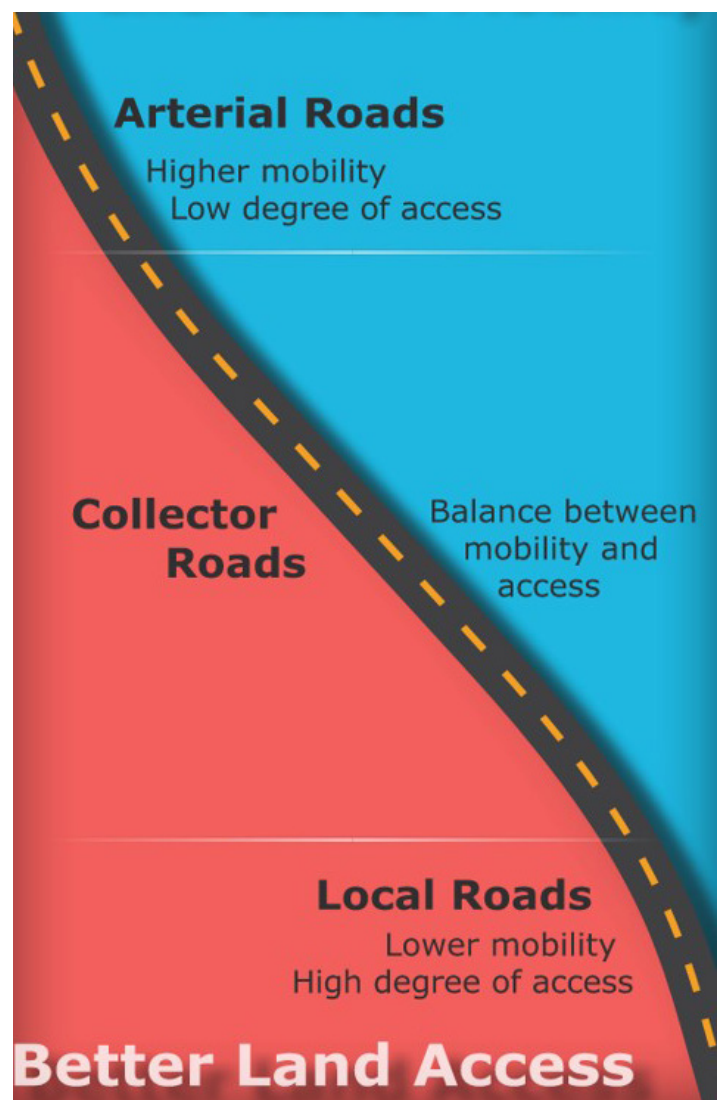 Arterial Roads
Higher mobility
Low degree of access
Collector
Roads
Balance between
mobility and
access
Local Roads
Lower mobility
High degree of access
Better Land Access